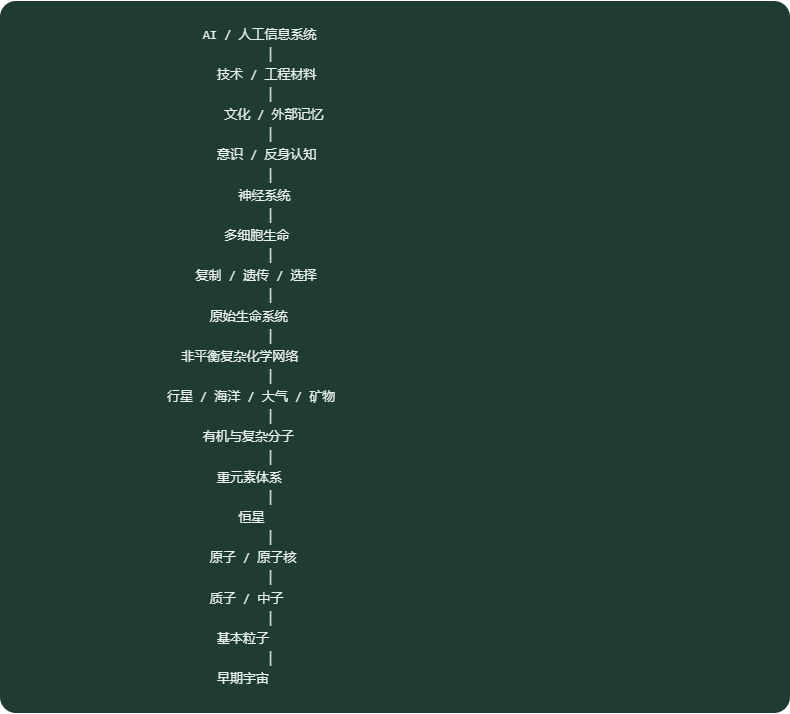 AI / 人工信息系统
|
技术 / 工程材料
|
文化 / 外部记忆
|
意识 / 反身认知
|
神经系统
|
多细胞生命
|
复制 / 遗传 / 选择
|
原始生命系统
|
非平衡复杂化学网络
|
行星 / 海洋 / 大气 / 矿物
|
有机与复杂分子
|
重元素体系
|
恒星
|
原子 / 原子核
|
质子 / 中子
|
基本粒子
|
早期宇宙